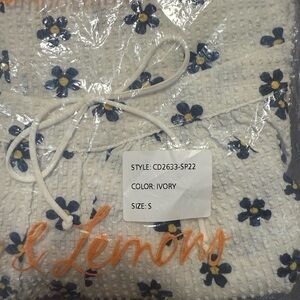 STYLE: CD2633-SP22
COLOR: IVORY
SIZE: S
& Lemons